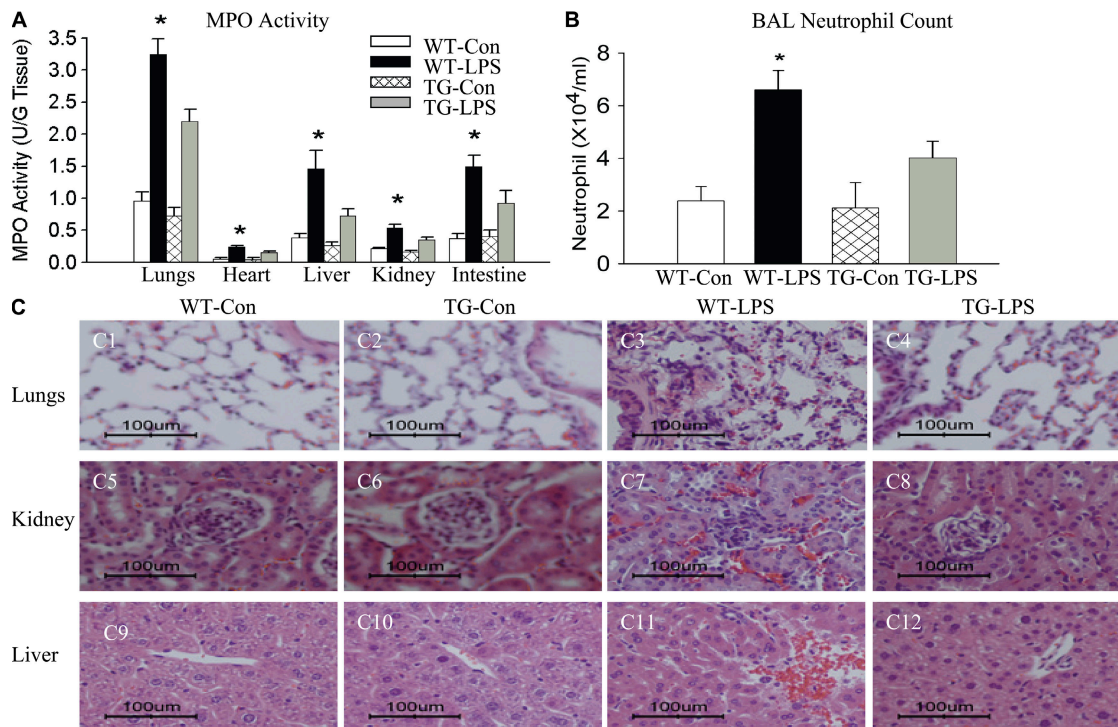 A
MPO Activity
MPO Activity (U/G Tissue)
3.5
3.0
2.5
2.0
1.5
1.0
0.5
0.0
*
*
*
*
*
WT-Con
WT-LPS
TG-Con
TG-LPS
Lungs Heart Liver Kidney Intestine
B
BAL Neutrophil Count
Neutrophil (X10⁴/ml)
8
6
4
2
0
*
WT-Con WT-LPS TG-Con TG-LPS
C
WT-Con TG-Con WT-LPS TG-LPS
Lungs
C1 C2 C3 C4
100um 100um 100um 100um
Kidney
C5 C6 C7 C8
100um 100um 100um 100um
Liver
C9 C10 C11 C12
100um 100um 100um 100um